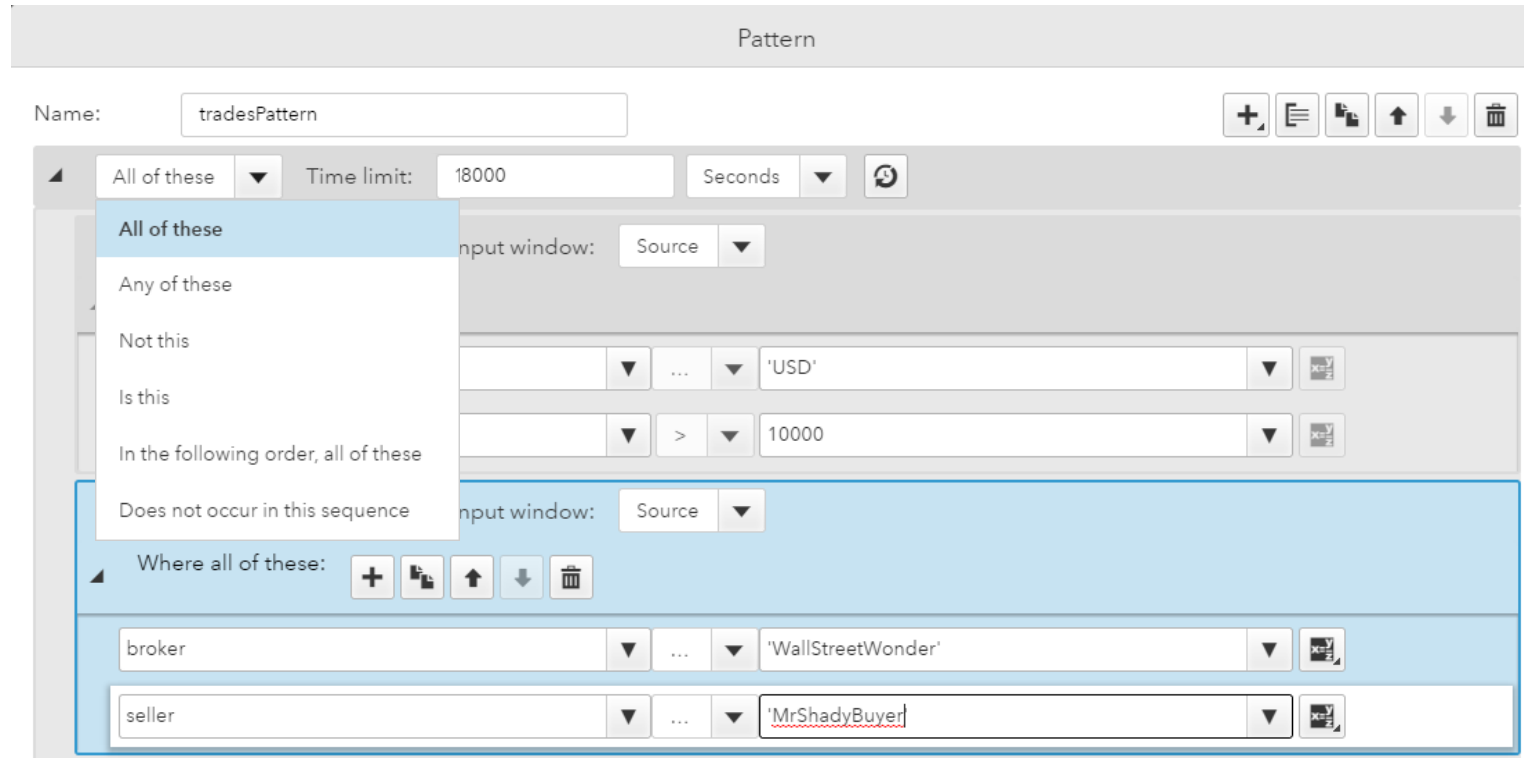 Pattern
Name: tradesPattern
All of these Time limit: 18000 Seconds
All of these
Any of these
Not this
Is this
In the following order, all of these
Does not occur in this sequence
nput window: Source
'USD'
> 10000
nput window: Source
Where all of these:
broker ... 'WallStreetWonder'
seller ... 'MrShadyBuyer'